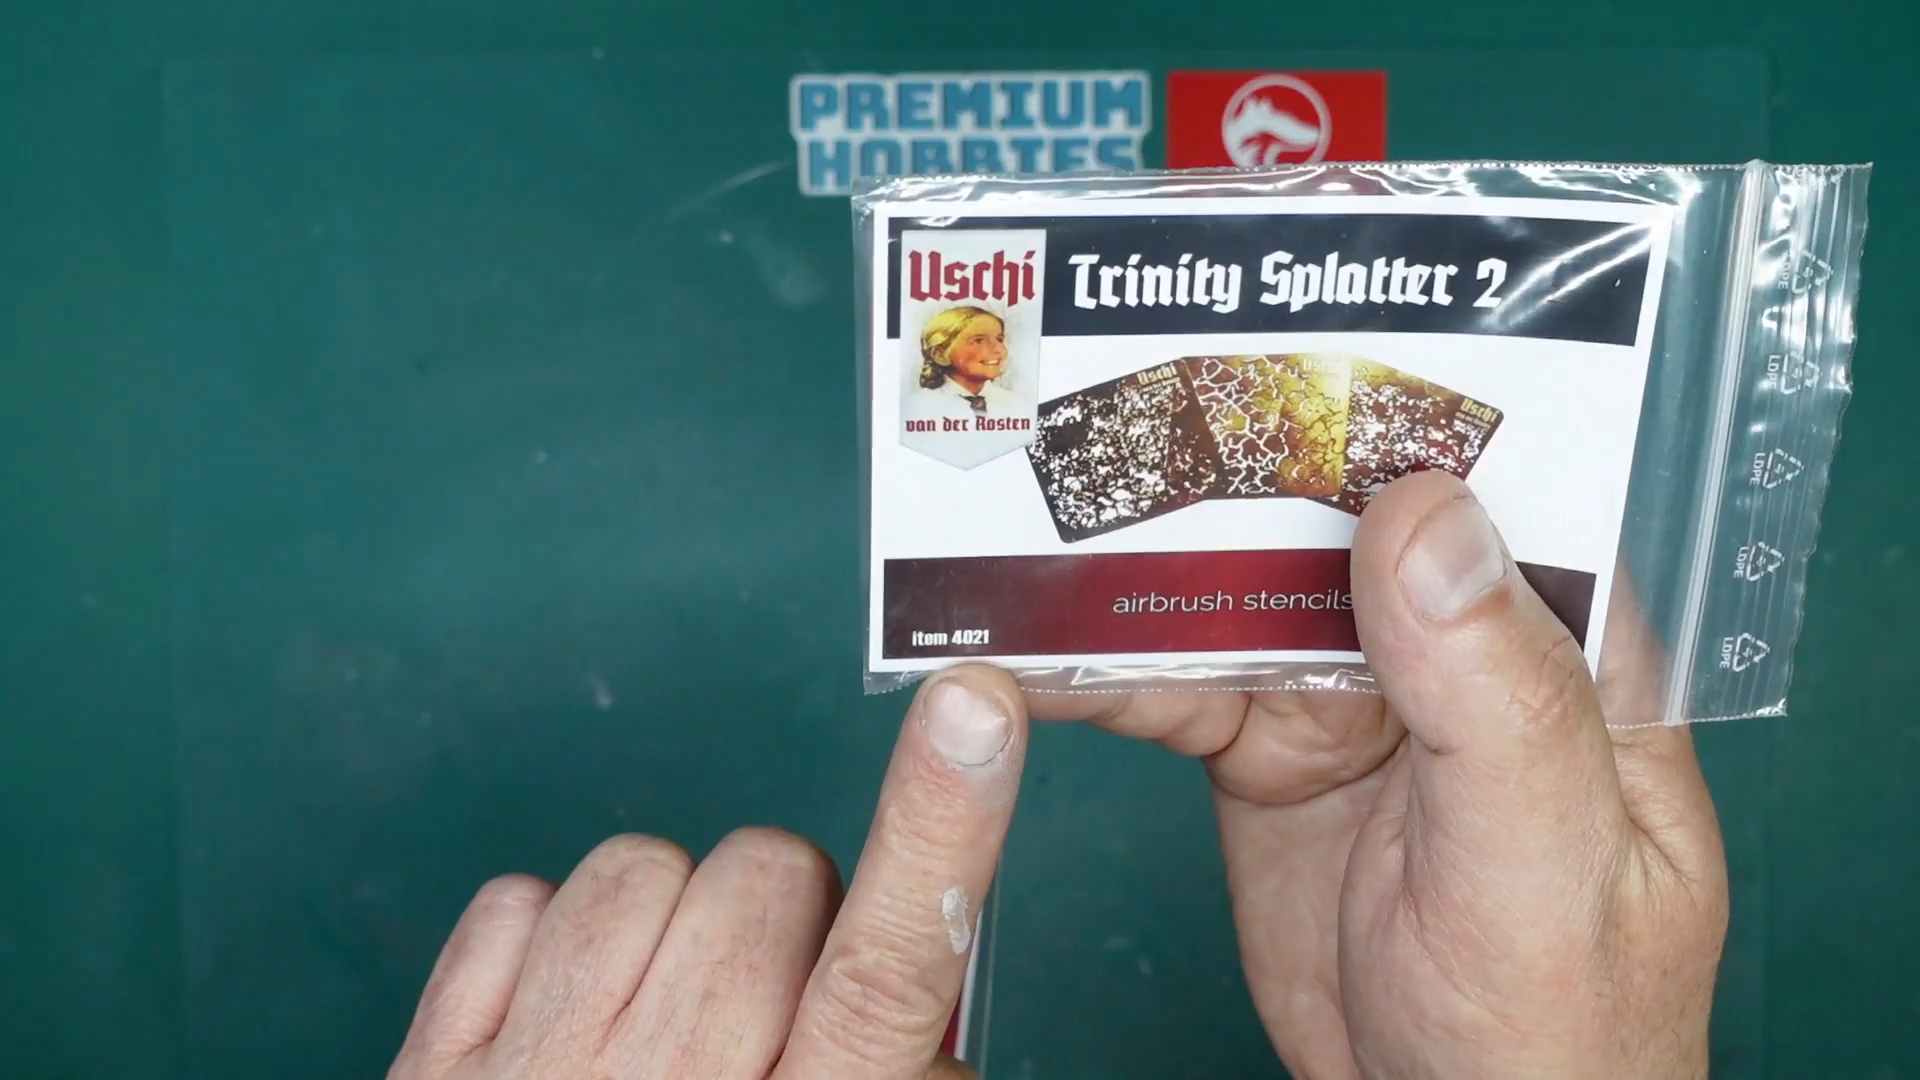 PREMIUM
HOBBIES
Uschi
van der Rosten
Trinity Splatter 2
Uschi
Uschi
airbrush stencils
item 4021
LDPE
LDPE
LDPE
LDPE
LDPE